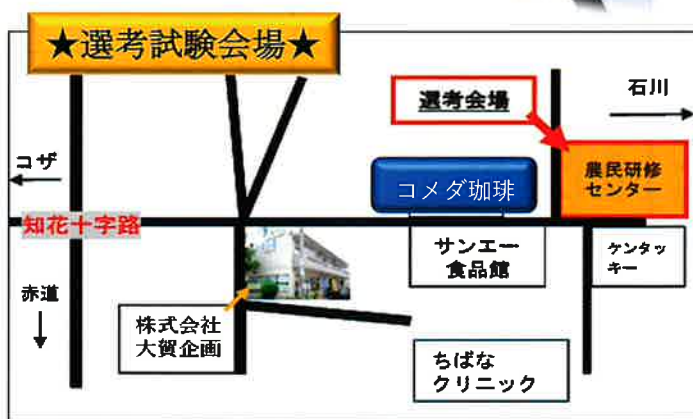 ★選考試験会場★
選考会場
石川
コザ
農民研修
センター
コメダ珈琲
知花十字路
サンエー
食品館
ケンタッ
キー
赤道
株式会社
大賀企画
ちばな
クリニック